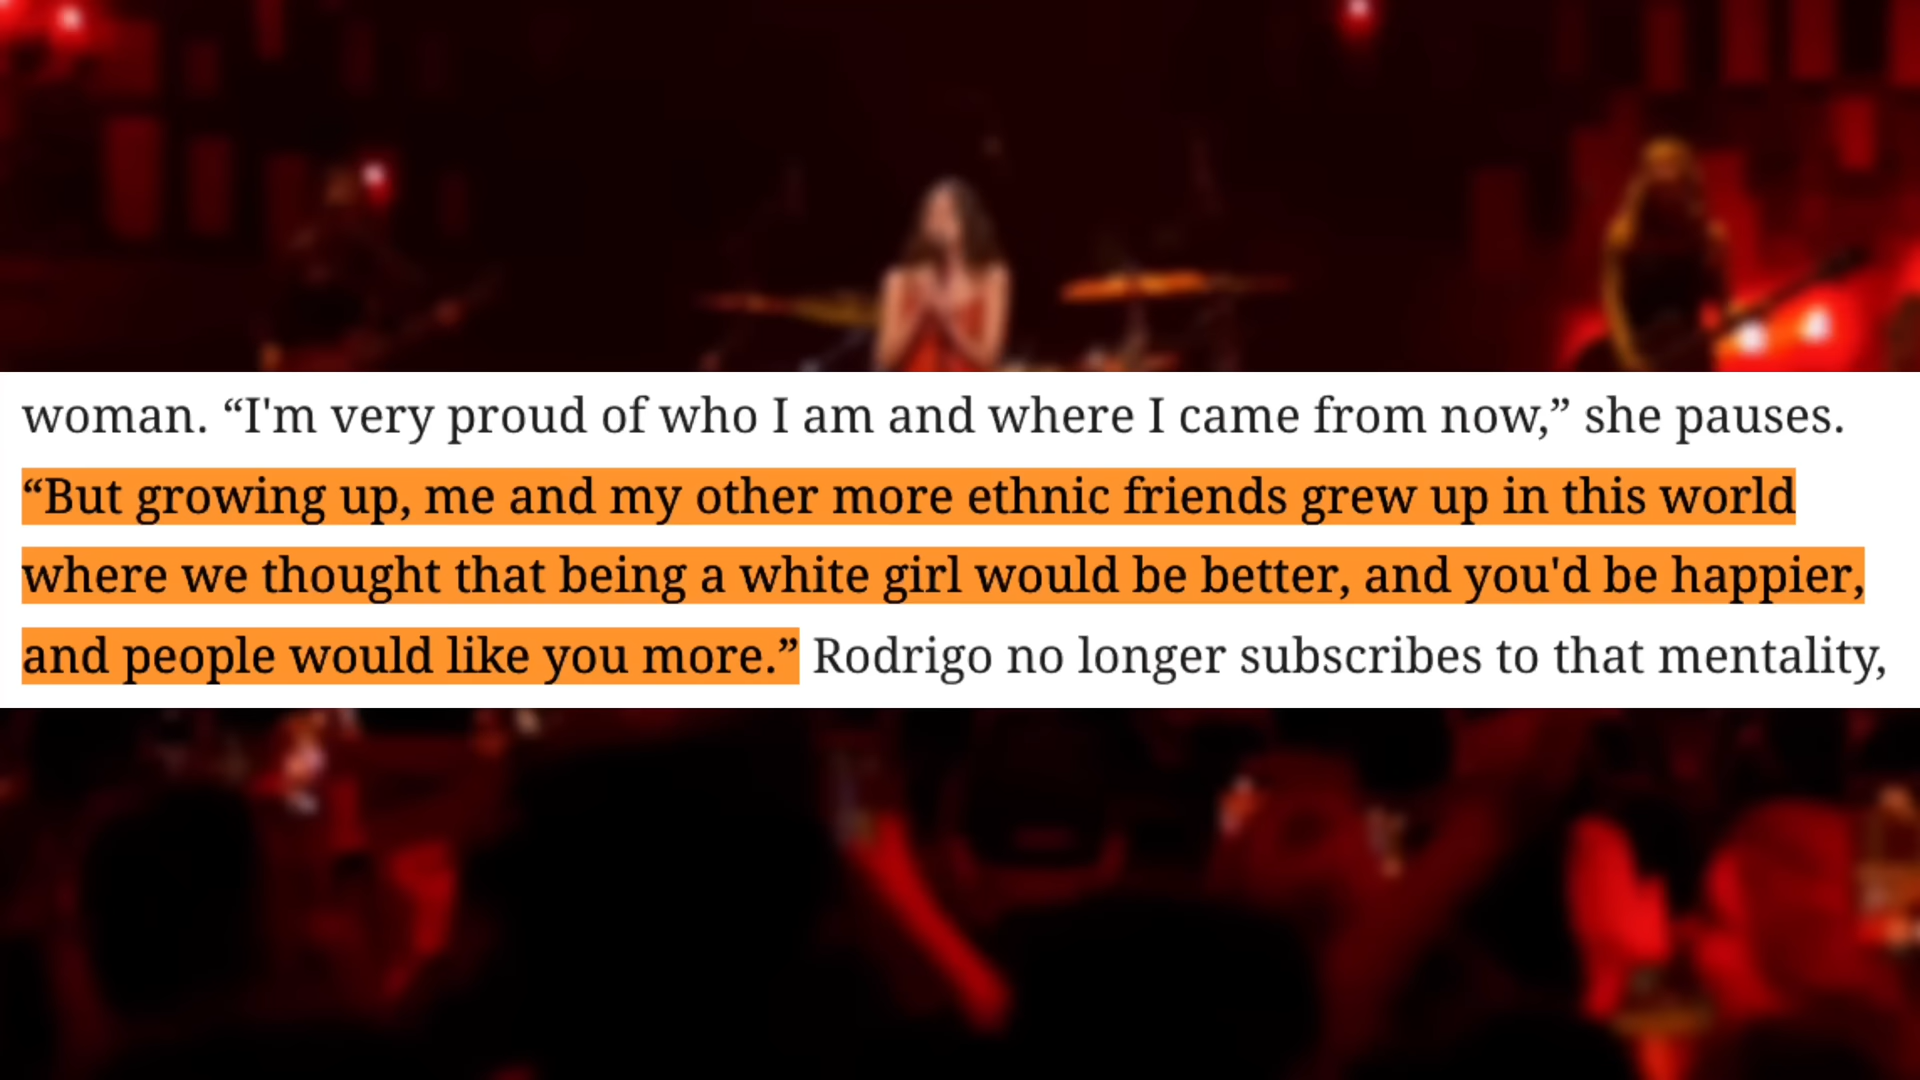 woman. “I'm very proud of who I am and where I came from now,” she pauses.
“But growing up, me and my other more ethnic friends grew up in this world
where we thought that being a white girl would be better, and you'd be happier,
and people would like you more.” Rodrigo no longer subscribes to that mentality,